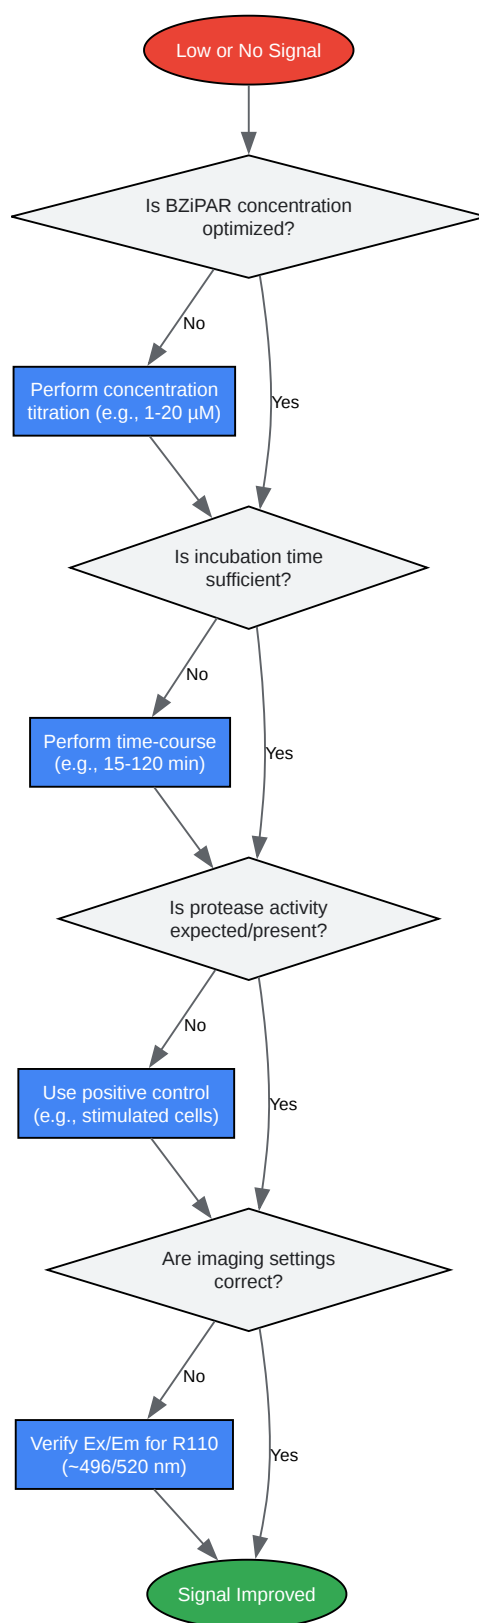 Low or No Signal
Is BZiPAR concentration
optimized?
No
Perform concentration
titration (e.g., 1-20 µM)
Yes
Is incubation time
sufficient?
No
Perform time-course
(e.g., 15-120 min)
Yes
Is protease activity
expected/present?
No
Use positive control
(e.g., stimulated cells)
Yes
Are imaging settings
correct?
No
Verify Ex/Em for R110
(~496/520 nm)
Yes
Signal Improved